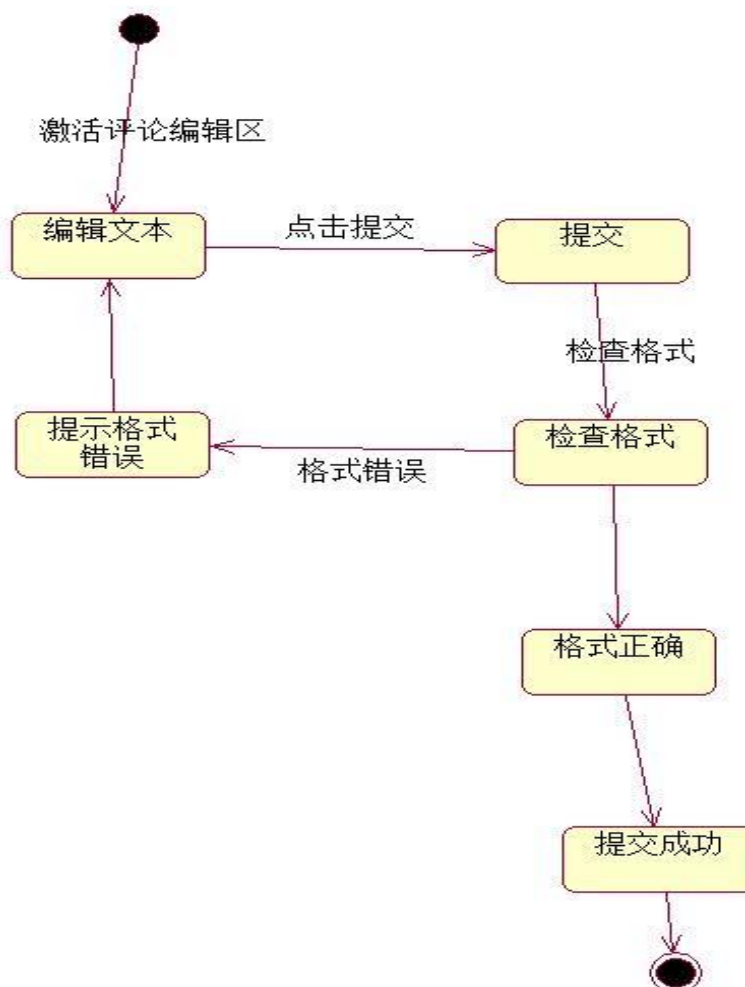 激活评论编辑区
编辑文本
点击提交
提交
检查格式
提示格式
错误
格式错误
检查格式
格式正确
提交成功